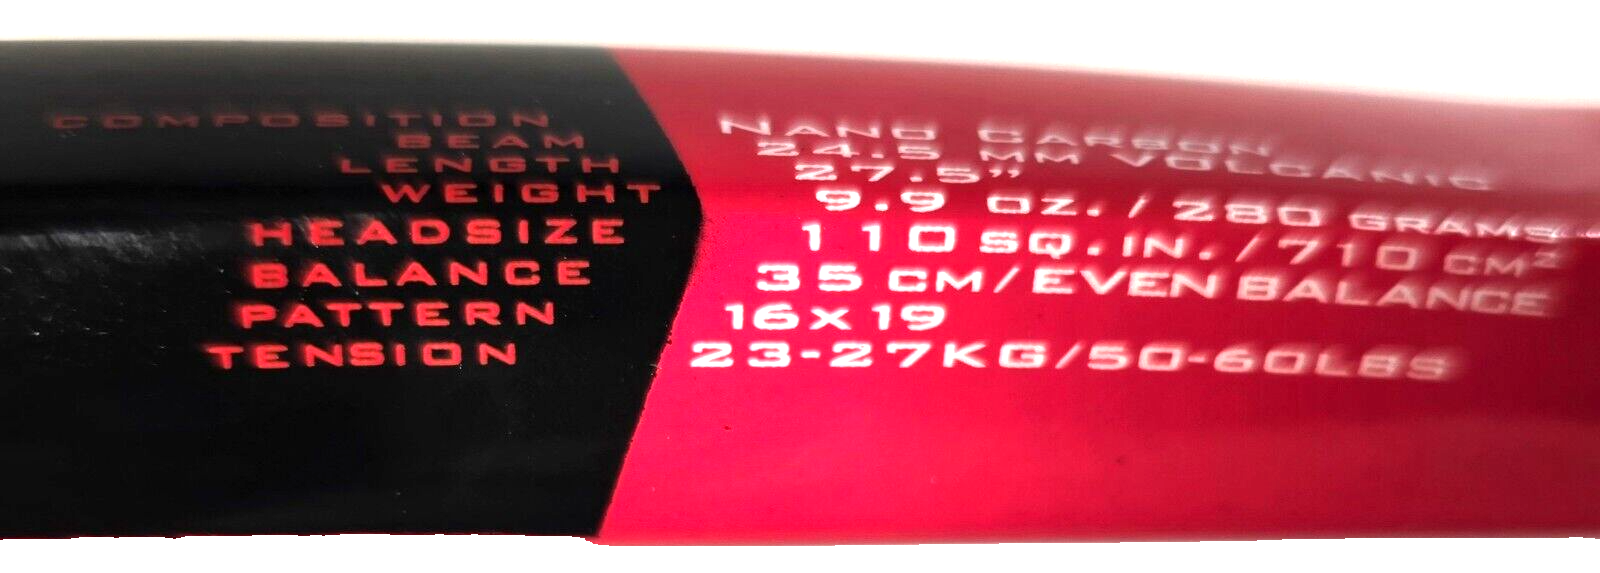 COMPOSITION NANO CARBON
BEAM 24.5 MM VOLCANIC
LENGTH 27.5”
WEIGHT 9.9 OZ. / 280 GRAMS
HEADSIZE 110 SQ.IN./710 CM²
BALANCE 35 CM/EVEN BALANCE
PATTERN 16X19
TENSION 23-27KG/50-60LBS